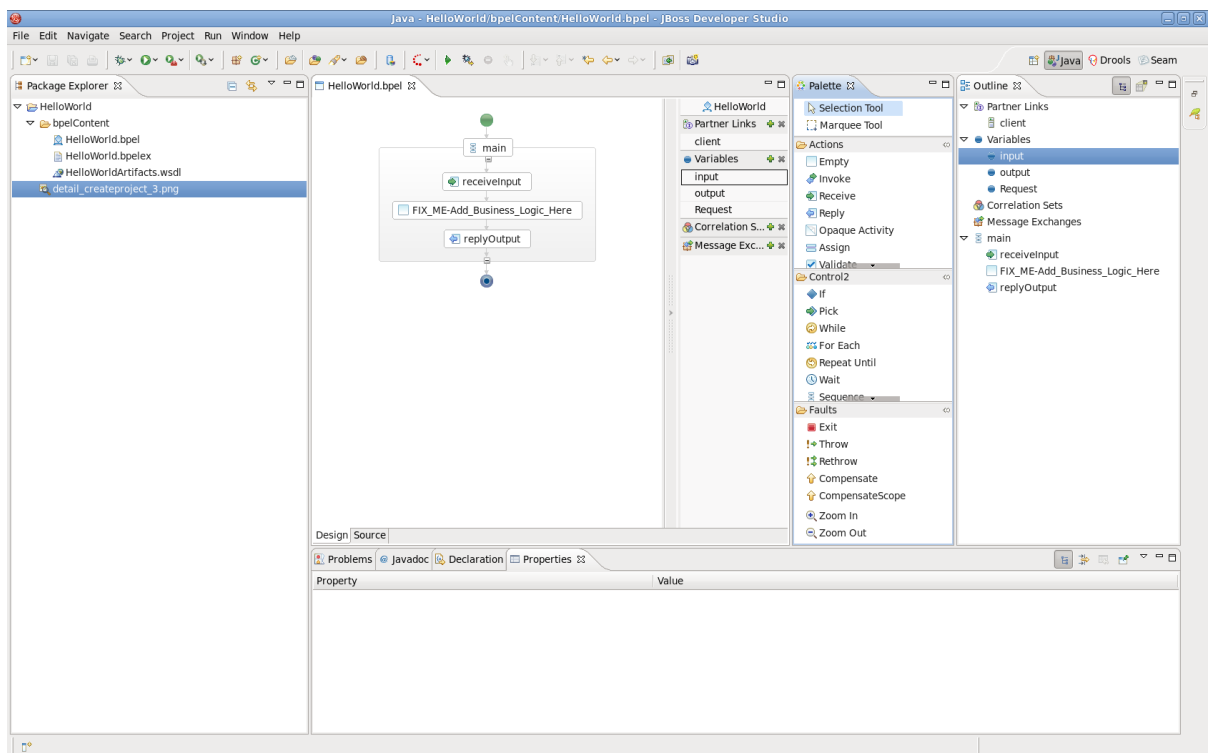 Java - HelloWorld/bpelContent/HelloWorld.bpel - JBoss Developer Studio
File Edit Navigate Search Project Run Window Help
Java Drools Seam
Package Explorer
HelloWorld
bpelContent
HelloWorld.bpel
HelloWorld.bpelex
HelloWorldArtifacts.wsdl
detail_createproject_3.png
HelloWorld.bpel
main
receiveInput
FIX_ME-Add_Business_Logic_Here
replyOutput
HelloWorld
Partner Links
client
Variables
input
output
Request
Correlation S...
Message Exc...
Design Source
Palette
Selection Tool
Marquee Tool
Actions
Empty
Invoke
Receive
Reply
Opaque Activity
Assign
Validate
Control2
If
Pick
While
For Each
Repeat Until
Wait
Sequence
Faults
Exit
Throw
Rethrow
Compensate
CompensateScope
Zoom In
Zoom Out
Outline
Partner Links
client
Variables
input
output
Request
Correlation Sets
Message Exchanges
main
receiveInput
FIX_ME-Add_Business_Logic_Here
replyOutput
Problems Javadoc Declaration Properties
Property Value